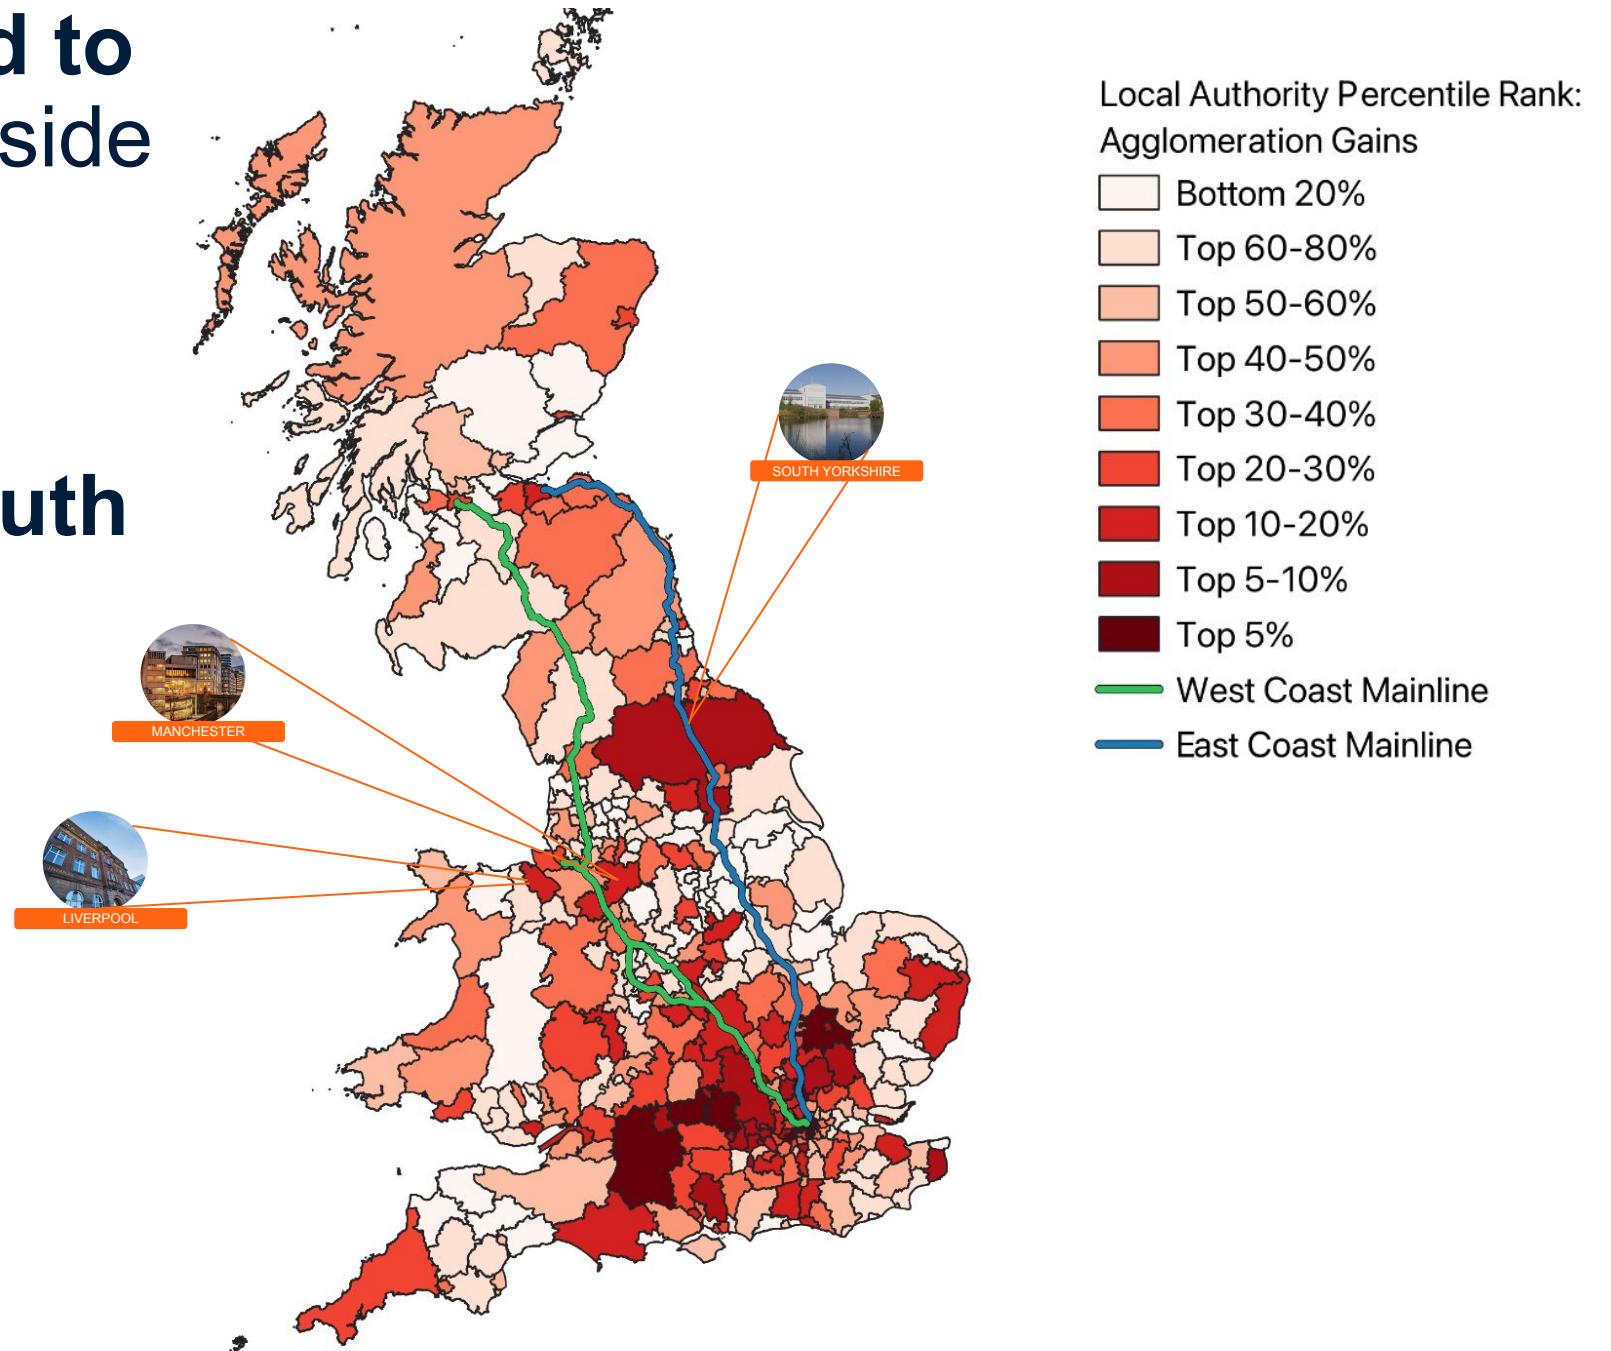 d to
side
uth
SOUTH YORKSHIRE
MANCHESTER
LIVERPOOL
Local Authority Percentile Rank:
Agglomeration Gains
Bottom 20%
Top 60-80%
Top 50-60%
Top 40-50%
Top 30-40%
Top 20-30%
Top 10-20%
Top 5-10%
Top 5%
West Coast Mainline
East Coast Mainline